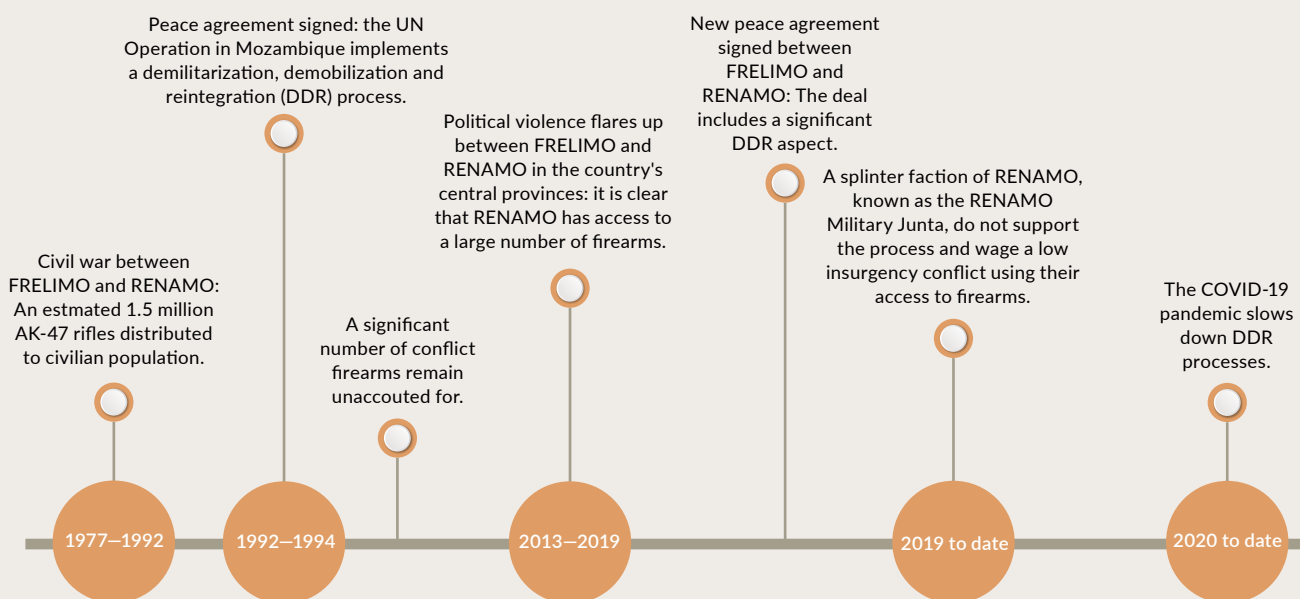 Civil war between
FRELIMO and RENAMO:
An estmated 1.5 million
AK-47 rifles distributed
to civilian population.
Peace agreement signed: the UN
Operation in Mozambique implements
a demilitarization, demobilization and
reintegration (DDR) process.
A significant
number of conflict
firearms remain
unaccouted for.
Political violence flares up
between FRELIMO and
RENAMO in the country's
central provinces: it is clear
that RENAMO has access to
a large number of firearms.
New peace agreement
signed between
FRELIMO and
RENAMO: The deal
includes a significant
DDR aspect.
A splinter faction of RENAMO,
known as the RENAMO
Military Junta, do not support
the process and wage a low
insurgency conflict using their
access to firearms.
The COVID-19
pandemic slows
down DDR
processes.
1977—1992
1992—1994
2013—2019
2019 to date
2020 to date